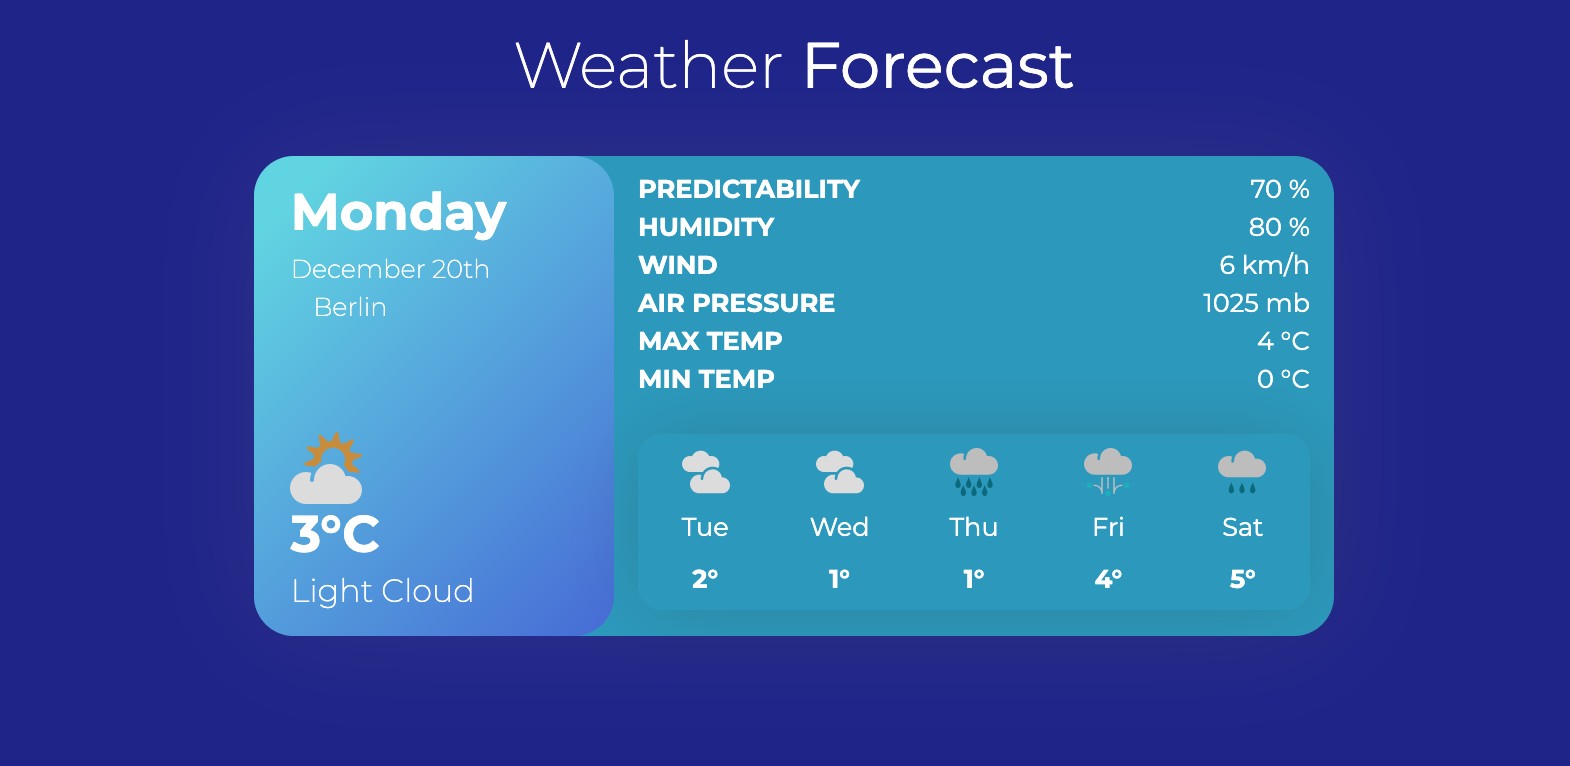 Weather Forecast
Monday
December 20th
Berlin
3°C
Light Cloud
PREDICTABILITY 70 %
HUMIDITY 80 %
WIND 6 km/h
AIR PRESSURE 1025 mb
MAX TEMP 4 °C
MIN TEMP 0 °C
Tue Wed Thu Fri Sat
2° 1° 1° 4° 5°